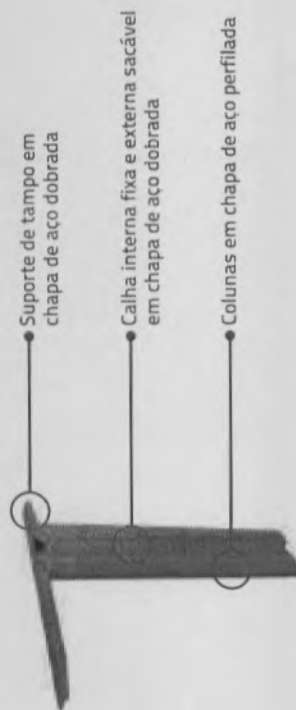 Suporte de tampo em
chapa de aço dobrada
Calha interna fixa e externa sacável
em chapa de aço dobrada
Colunas em chapa de aço perfilada